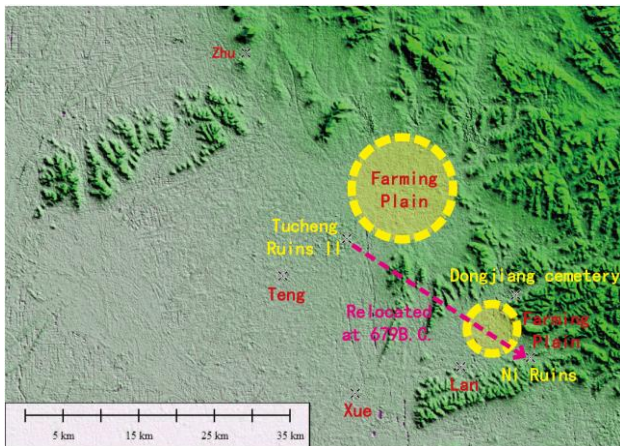 Zhu
Farming
Plain
Tucheng
Ruins II
Dongjiang cemetery
Teng
Relocated
at 679B.C.
Farming
Plain
Ni Ruins
Lan
Xue
5 km 15 km 25 km 35 km